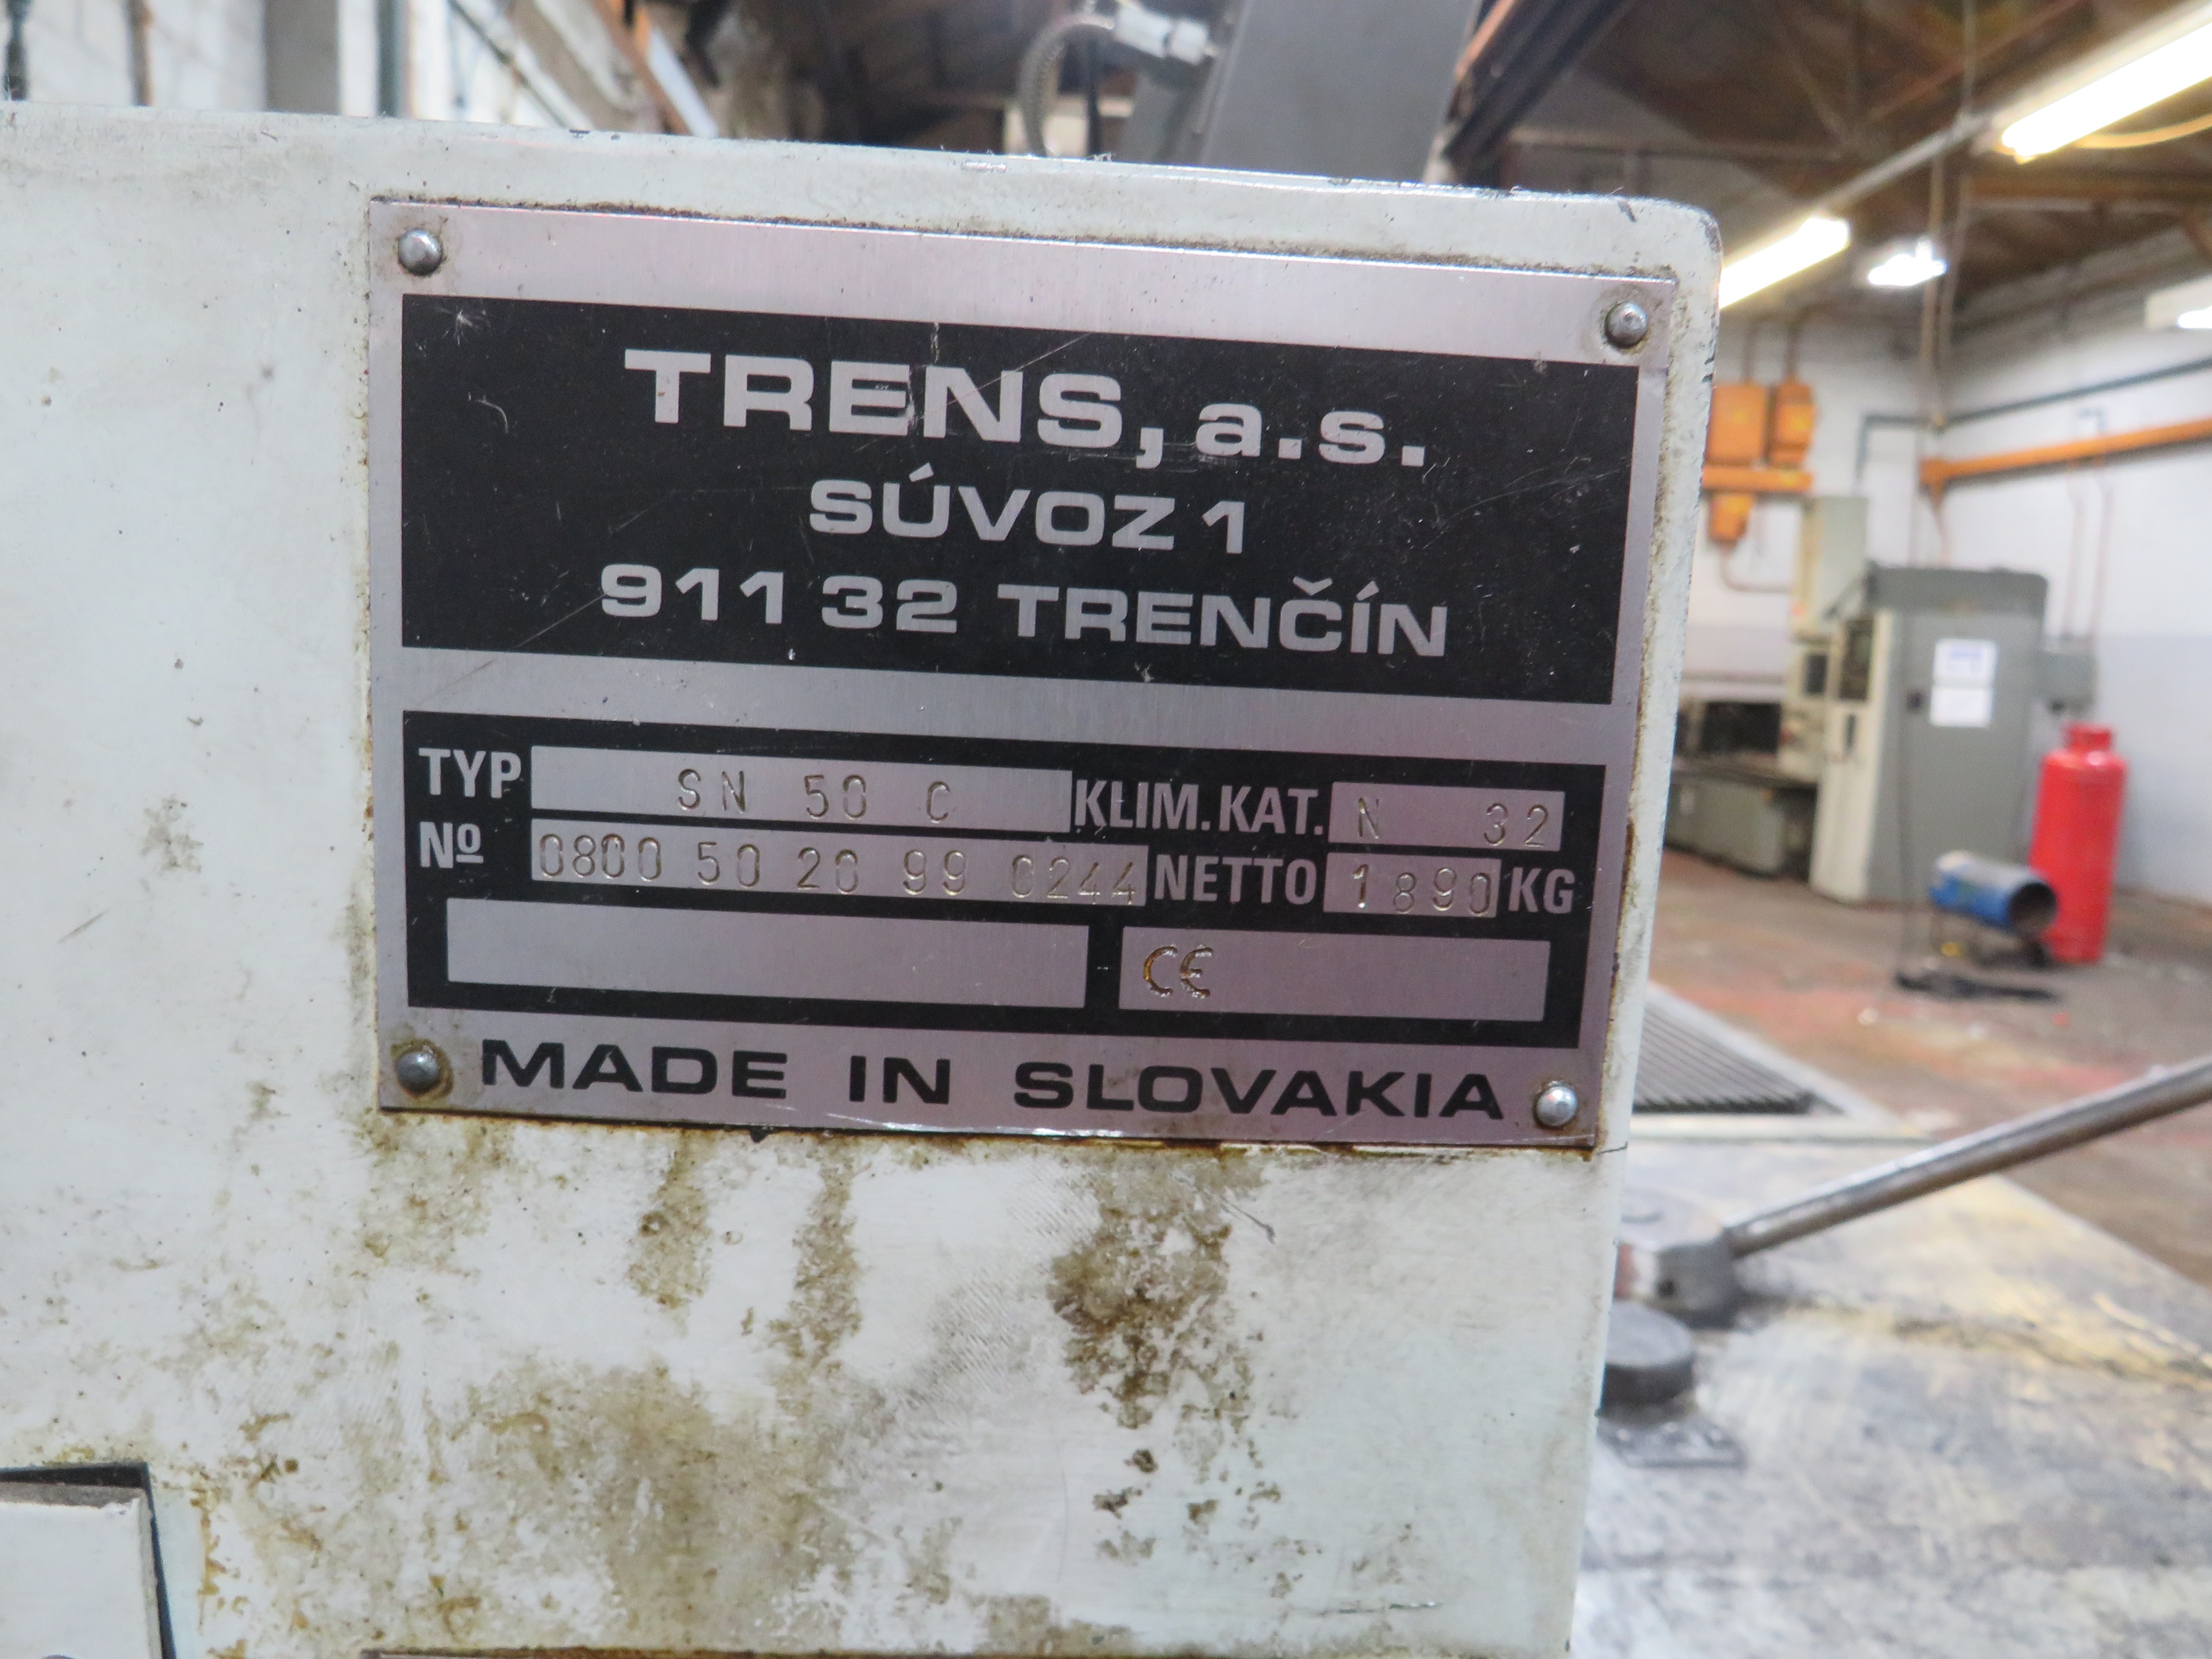 TRENS, a.s.
SÚVOZ 1
911 32 TRENČÍN
TYP SN 50 C KLIM.KAT. N 32
Nº 0800 50 20 99 0244 NETTO 1890 KG
CE
MADE IN SLOVAKIA